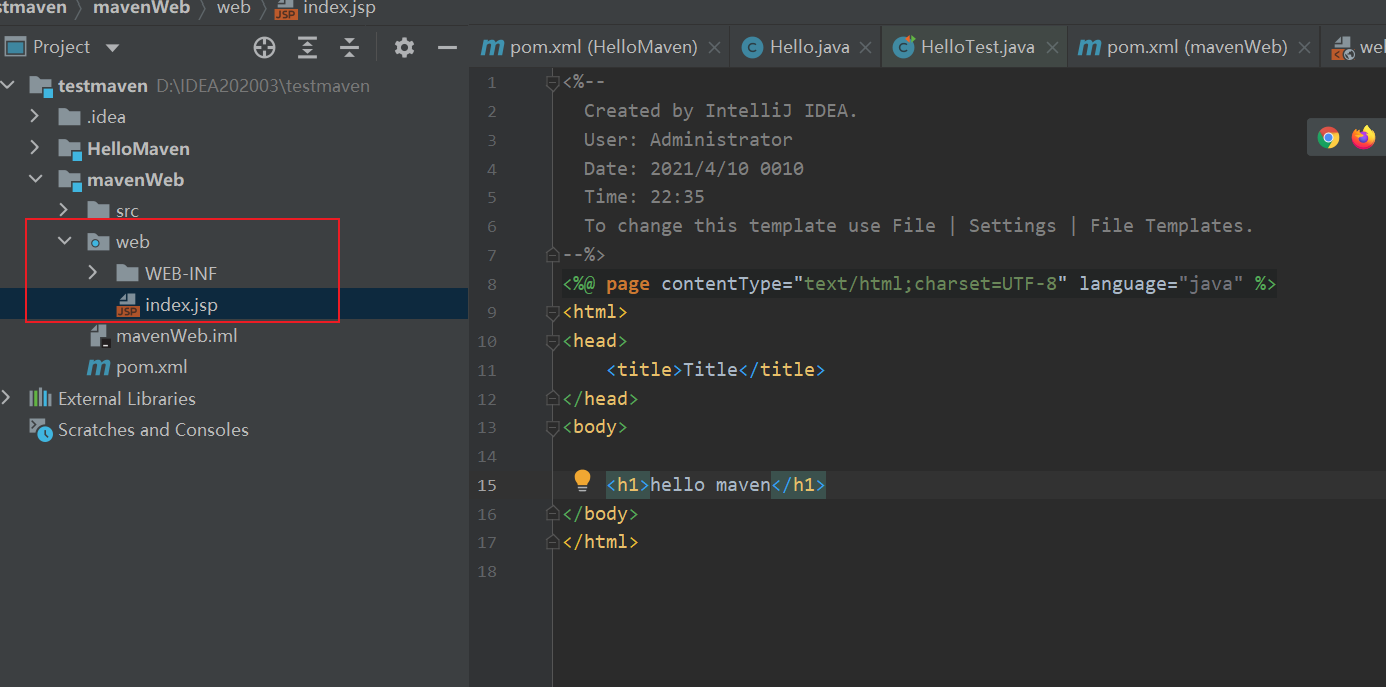 stmaven 〉 mavenWeb 〉 web 〉 JSP index.jsp
Project
pom.xml (HelloMaven) Hello.java HelloTest.java pom.xml (mavenWeb) we
testmaven D:\IDEA202003\testmaven
.idea
HelloMaven
mavenWeb
src
web
WEB-INF
JSP index.jsp
mavenWeb.iml
pom.xml
External Libraries
Scratches and Consoles
1 <%--
2 Created by IntelliJ IDEA.
3 User: Administrator
4 Date: 2021/4/10 0010
5 Time: 22:35
6 To change this template use File | Settings | File Templates.
7 --%>
8 <%@ page contentType="text/html;charset=UTF-8" language="java" %>
9 <html>
10 <head>
11 <title>Title</title>
12 </head>
13 <body>
14
15 <h1>hello maven</h1>
16 </body>
17 </html>
18